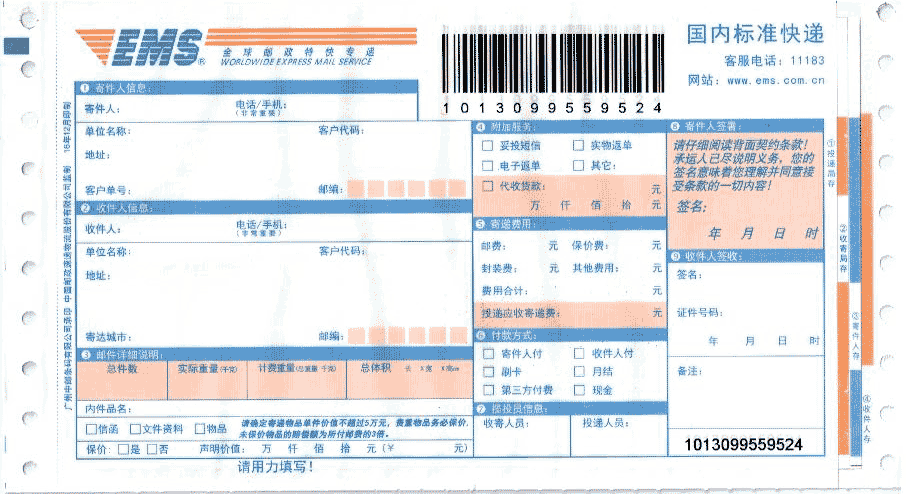 EMS®
全球邮政特快专递
WORLDWIDE EXPRESS MAIL SERVICE
1013099559524
国内标准快递
客服电话：11183
网站：www.ems.com.cn
❶ 寄件人信息：
寄件人：
电话/手机：
(非常重要)
单位名称：
客户代码：
地址：
客户单号：
邮编：
❷ 收件人信息：
收件人：
电话/手机：
(非常重要)
单位名称：
客户代码：
地址：
寄达城市：
邮编：
❸ 邮件详细说明：
总件数 实际重量(千克) 计费重量(总重量 千克) 总体积 长 X宽 X高cm
内件品名：
□信函 □文件资料 □物品
请确定寄递物品单件价值不超过5万元，贵重物品务必保价，
未保价物品的赔偿额为所付邮费的3倍。
保价：□是 □否 声明价值： 万 仟 佰 拾 元(￥ 元)
请用力填写！
❹ 附加服务：
□ 妥投短信 □ 实物返单
□ 电子返单 □ 其它：
□ 代收货款： 元
万 仟 佰 拾 元
❺ 寄递费用：
邮费： 元 保价费： 元
封装费： 元 其他费用： 元
费用合计： 元
投递应收寄递费： 元
❻ 付款方式：
□ 寄件人付 □ 收件人付
□ 刷卡 □ 月结
□ 第三方付费 □ 现金
❼ 揽投员信息：
收寄人员： 投递人员：
❽ 寄件人签署：
请仔细阅读背面契约条款！
承运人已尽说明义务，您的
签名意味着您理解并同意接
受条款的一切内容！
签名：
年 月 日 时
❾ 收件人签收：
签名：
证件号码：
年 月 日 时
备注：
1013099559524
①投递局存
②收寄局存
③寄件人存
④收件人存
中国邮政速递物流股份有限公司监制 16年12月印制